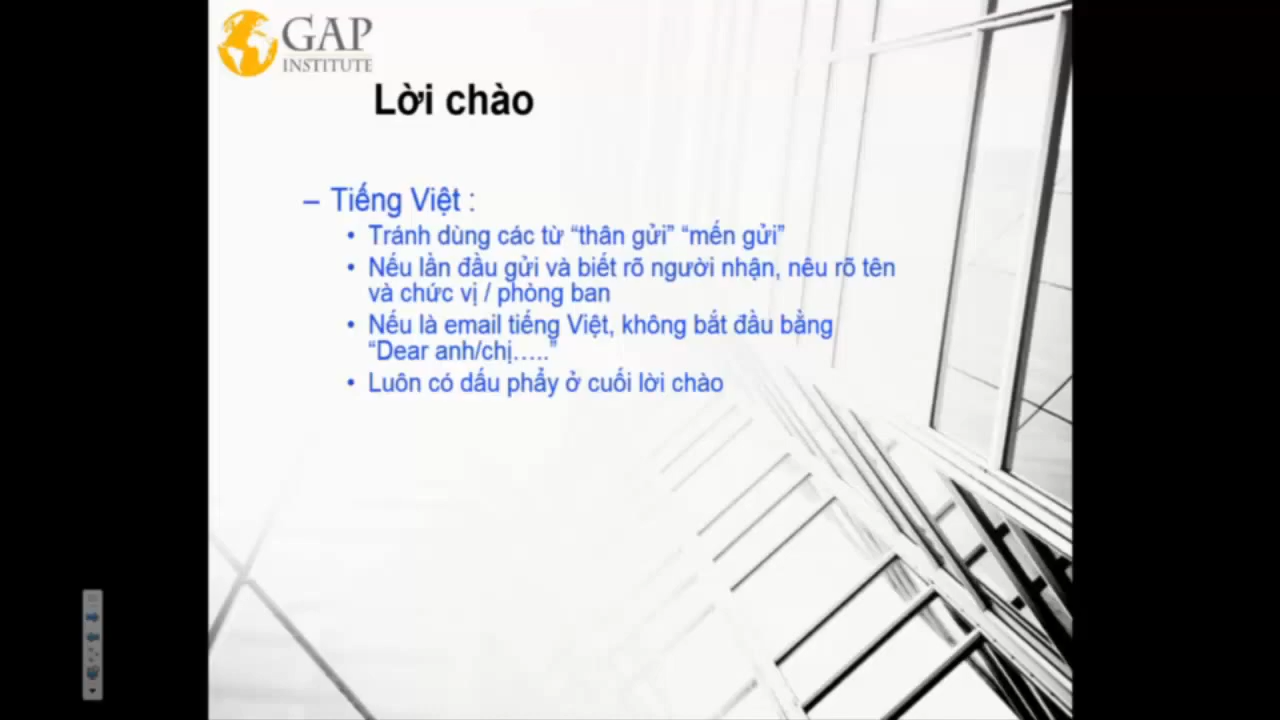 GAP
INSTITUTE
Lời chào
– Tiếng Việt :
• Tránh dùng các từ “thân gửi” “mến gửi”
• Nếu lần đầu gửi và biết rõ người nhận, nêu rõ tên
và chức vị / phòng ban
• Nếu là email tiếng Việt, không bắt đầu bằng
“Dear anh/chị…..”
• Luôn có dấu phẩy ở cuối lời chào